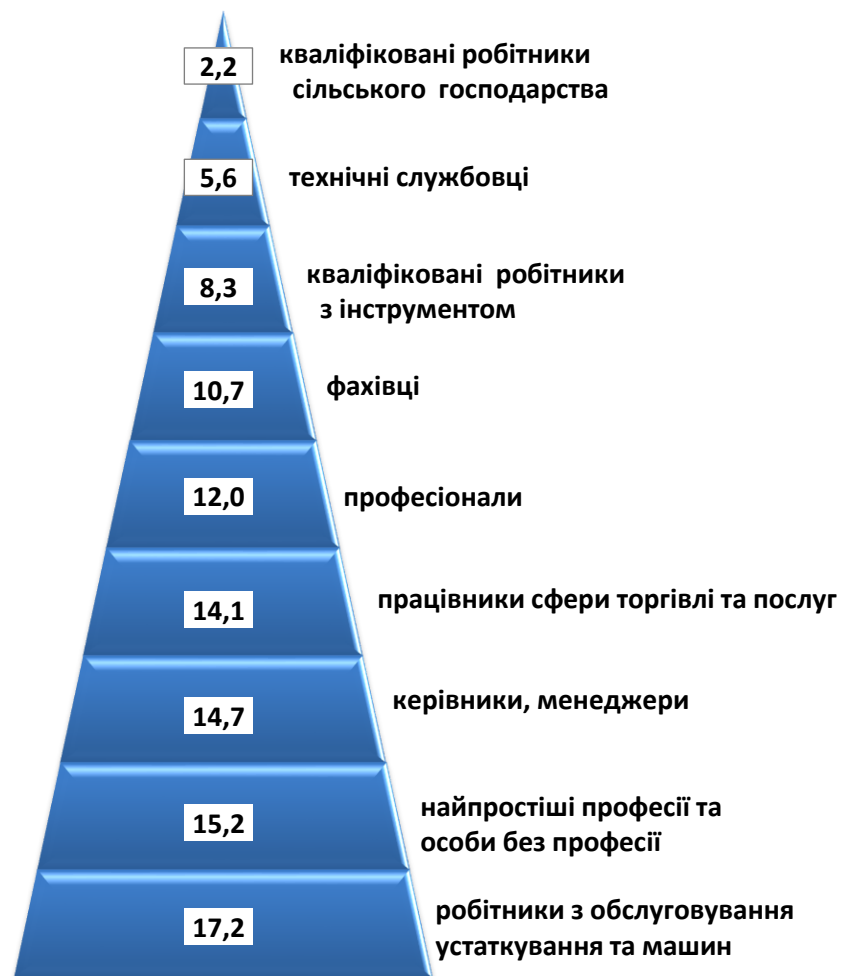 2,2
кваліфіковані робітники
сільського господарства
5,6
технічні службовці
8,3
кваліфіковані робітники
з інструментом
10,7
фахівці
12,0
професіонали
14,1
працівники сфери торгівлі та послуг
14,7
керівники, менеджери
15,2
найпростіші професії та
особи без професії
17,2
робітники з обслуговування
устаткування та машин